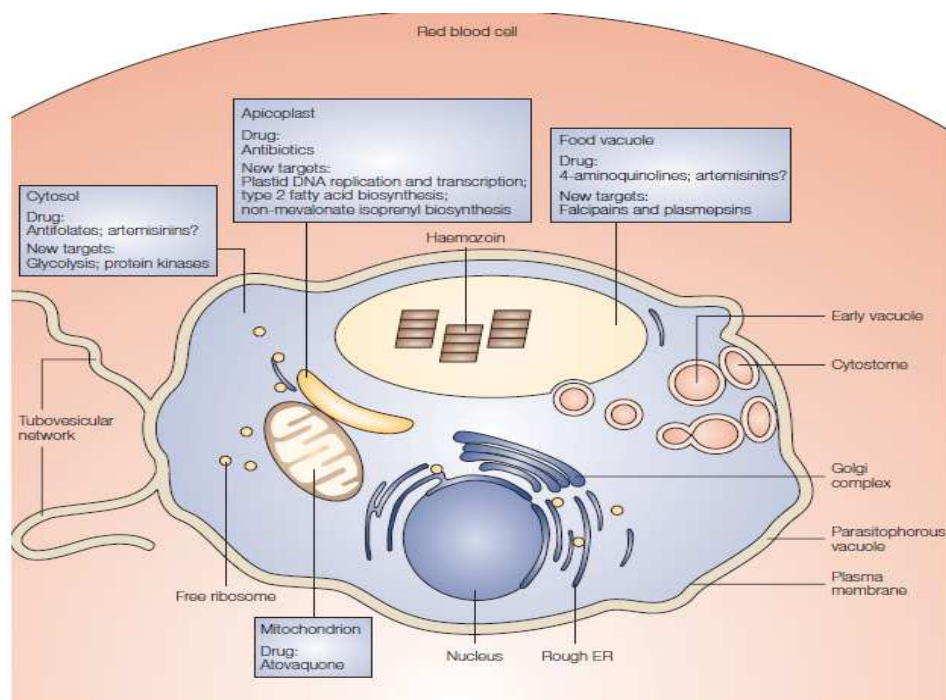 Red blood cell
Apicoplast
Drug:
Antibiotics
New targets:
Plastid DNA replication and transcription;
type 2 fatty acid biosynthesis;
non-mevalonate isoprenyl biosynthesis
Food vacuole
Drug:
4-aminoquinolines; artemisinins?
New targets:
Falcipains and plasmepsins
Cytosol
Drug:
Antifolates; artemisinins?
New targets:
Glycolysis; protein kinases
Haemozoin
Early vacuole
Cytostome
Tubovesicular
network
Golgi
complex
Parasitophorous
vacuole
Plasma
membrane
Free ribosome
Mitochondrion
Drug:
Atovaquone
Nucleus
Rough ER